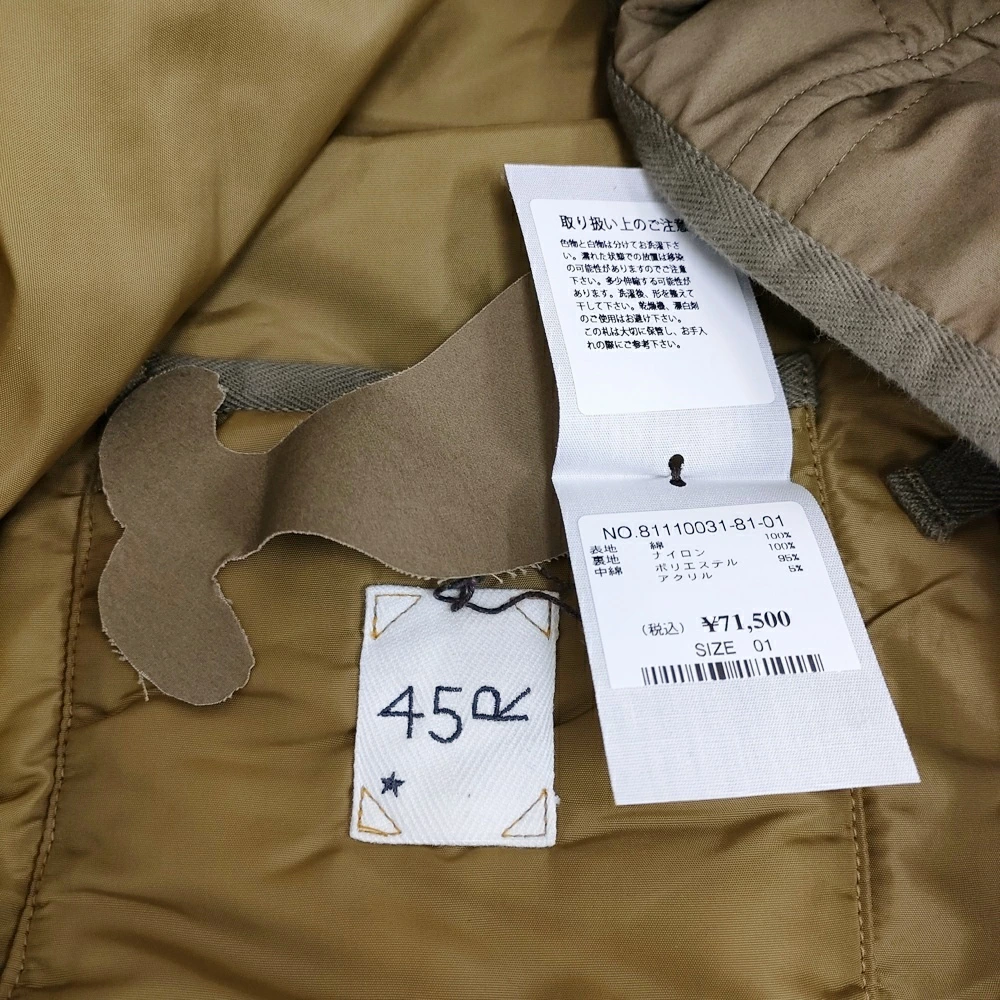 取り扱い上のご注意
色物と白物は分けてお洗濯下さ
い。濡れた状態での放置は移染
の可能性がありますのでご注意
下さい。多少伸縮する可能性が
あります。洗濯後、形を整えて
干して下さい。乾燥機、漂白剤
のご使用はお避け下さい。
この札は大切に保管し、お手入
れの際にご参考下さい。
NO.81110031-81-01
表地 綿 100%
裏地 ナイロン 100%
中綿 ポリエステル 95%
アクリル 5%
(税込) ¥71,500
SIZE 01
45R